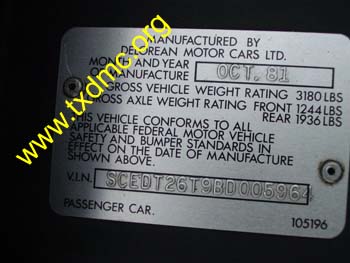 MANUFACTURED BY
DELOREAN MOTOR CARS LTD.
MONTH AND YEAR
OF MANUFACTURE OCT. 81
GROSS VEHICLE WEIGHT RATING 3180 LBS
GROSS AXLE WEIGHT RATING FRONT 1244 LBS
REAR 1936 LBS
THIS VEHICLE CONFORMS TO ALL
APPLICABLE FEDERAL MOTOR VEHICLE
SAFETY AND BUMPER STANDARDS IN
EFFECT ON THE DATE OF MANUFACTURE
SHOWN ABOVE.
V.I.N. SCEDT26T9BD005964
PASSENGER CAR. 105196
www.txdmc.org